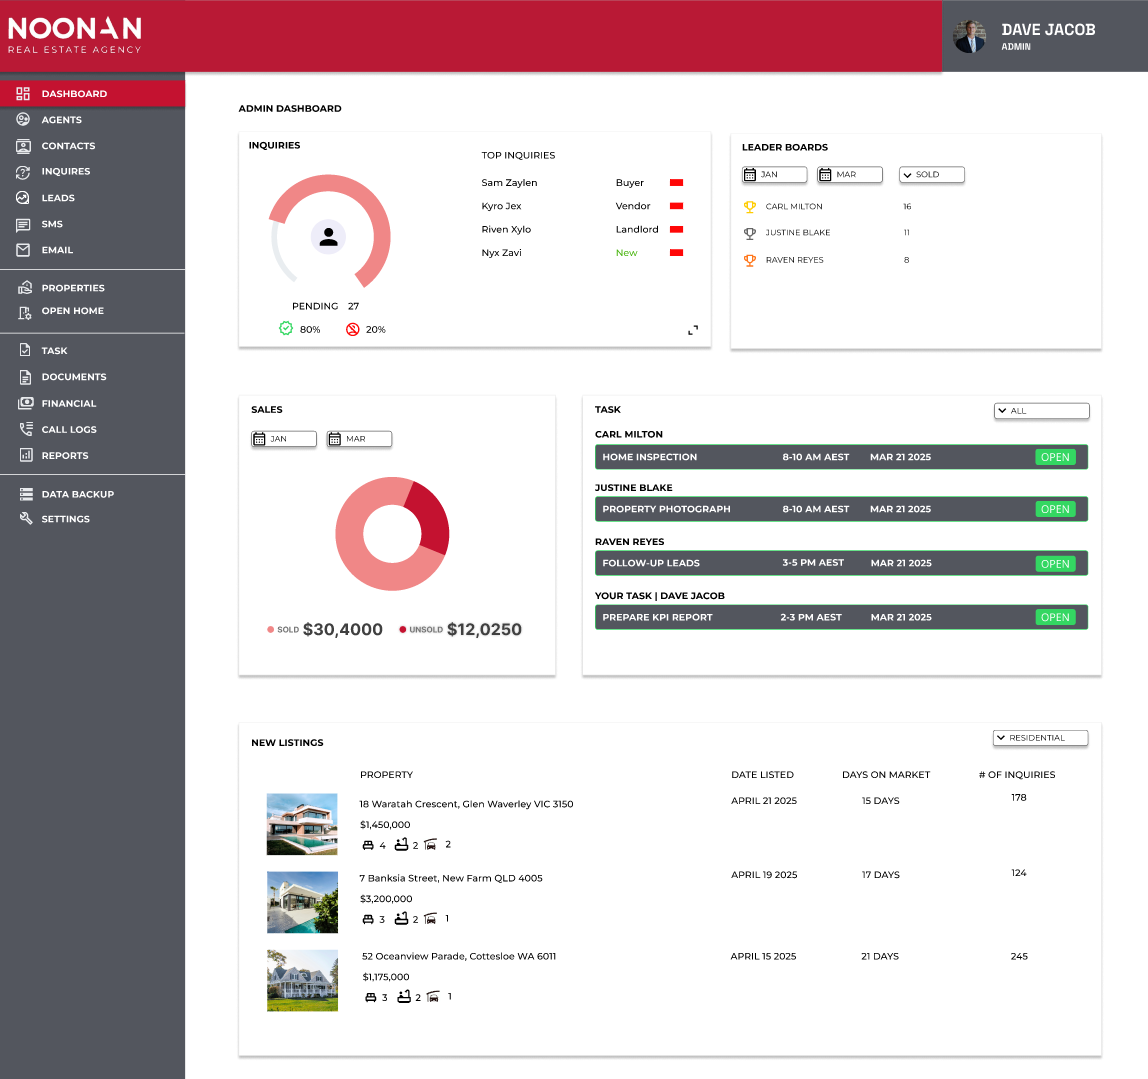 NOONAN
REAL ESTATE AGENCY
DAVE JACOB
ADMIN
DASHBOARD
AGENTS
CONTACTS
INQUIRES
LEADS
SMS
EMAIL
PROPERTIES
OPEN HOME
TASK
DOCUMENTS
FINANCIAL
CALL LOGS
REPORTS
DATA BACKUP
SETTINGS
ADMIN DASHBOARD
INQUIRIES
PENDING 27
80% 20%
TOP INQUIRIES
Sam Zaylen Buyer
Kyro Jex Vendor
Riven Xylo Landlord
Nyx Zavi New
LEADER BOARDS
JAN MAR SOLD
CARL MILTON 16
JUSTINE BLAKE 11
RAVEN REYES 8
SALES
JAN MAR
SOLD $30,4000 UNSOLD $12,0250
TASK ALL
CARL MILTON
HOME INSPECTION 8-10 AM AEST MAR 21 2025 OPEN
JUSTINE BLAKE
PROPERTY PHOTOGRAPH 8-10 AM AEST MAR 21 2025 OPEN
RAVEN REYES
FOLLOW-UP LEADS 3-5 PM AEST MAR 21 2025 OPEN
YOUR TASK | DAVE JACOB
PREPARE KPI REPORT 2-3 PM AEST MAR 21 2025 OPEN
NEW LISTINGS RESIDENTIAL
PROPERTY DATE LISTED DAYS ON MARKET # OF INQUIRIES
18 Waratah Crescent, Glen Waverley VIC 3150 APRIL 21 2025 15 DAYS 178
$1,450,000
4 2 2
7 Banksia Street, New Farm QLD 4005 APRIL 19 2025 17 DAYS 124
$3,200,000
3 2 1
52 Oceanview Parade, Cottesloe WA 6011 APRIL 15 2025 21 DAYS 245
$1,175,000
3 2 1